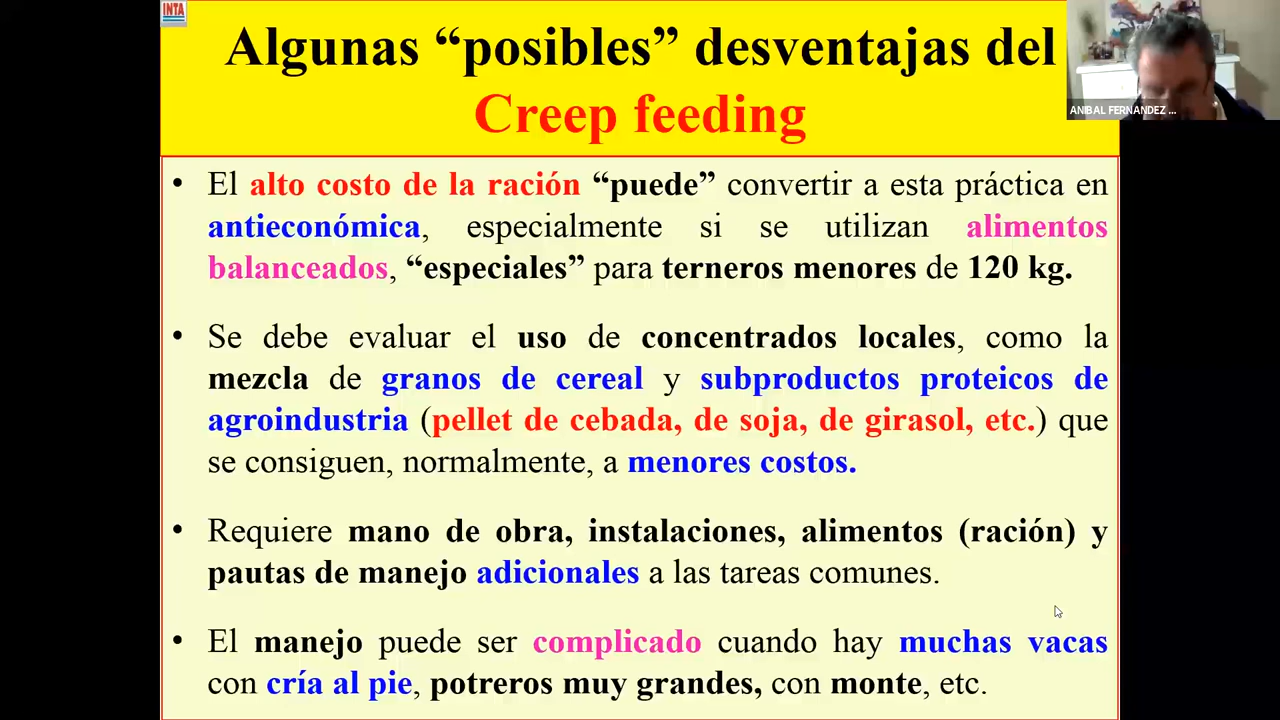 INTA
Algunas “posibles” desventajas del
Creep feeding
ANIBAL FERNANDEZ ...
• El alto costo de la ración “puede” convertir a esta práctica en
antieconómica, especialmente si se utilizan alimentos
balanceados, “especiales” para terneros menores de 120 kg.
• Se debe evaluar el uso de concentrados locales, como la
mezcla de granos de cereal y subproductos proteicos de
agroindustria (pellet de cebada, de soja, de girasol, etc.) que
se consiguen, normalmente, a menores costos.
• Requiere mano de obra, instalaciones, alimentos (ración) y
pautas de manejo adicionales a las tareas comunes.
• El manejo puede ser complicado cuando hay muchas vacas
con cría al pie, potreros muy grandes, con monte, etc.